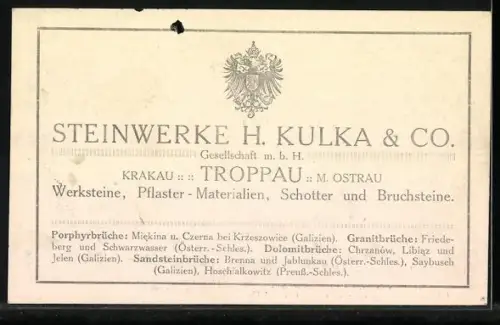 STEINWERKE H. KULKA & CO.
Gesellschaft m. b. H.
KRAKAU :: :: TROPPAU :: M. OSTRAU
Werksteine, Pflaster-Materialien, Schotter und Bruchsteine.
Porphyrbrüche: Miękina u. Czerna bei Krzeszowice (Galizien). Granitbrüche: Friede-
berg und Schwarzwasser (Österr.-Schles.). Dolomitbrüche: Chrzanów, Libiąz und
Jelen (Galizien). Sandsteinbrüche: Brenna und Jablunkau (Österr.-Schles.), Saybusch
(Galizien), Hoschialkowitz (Preuß.-Schles.).